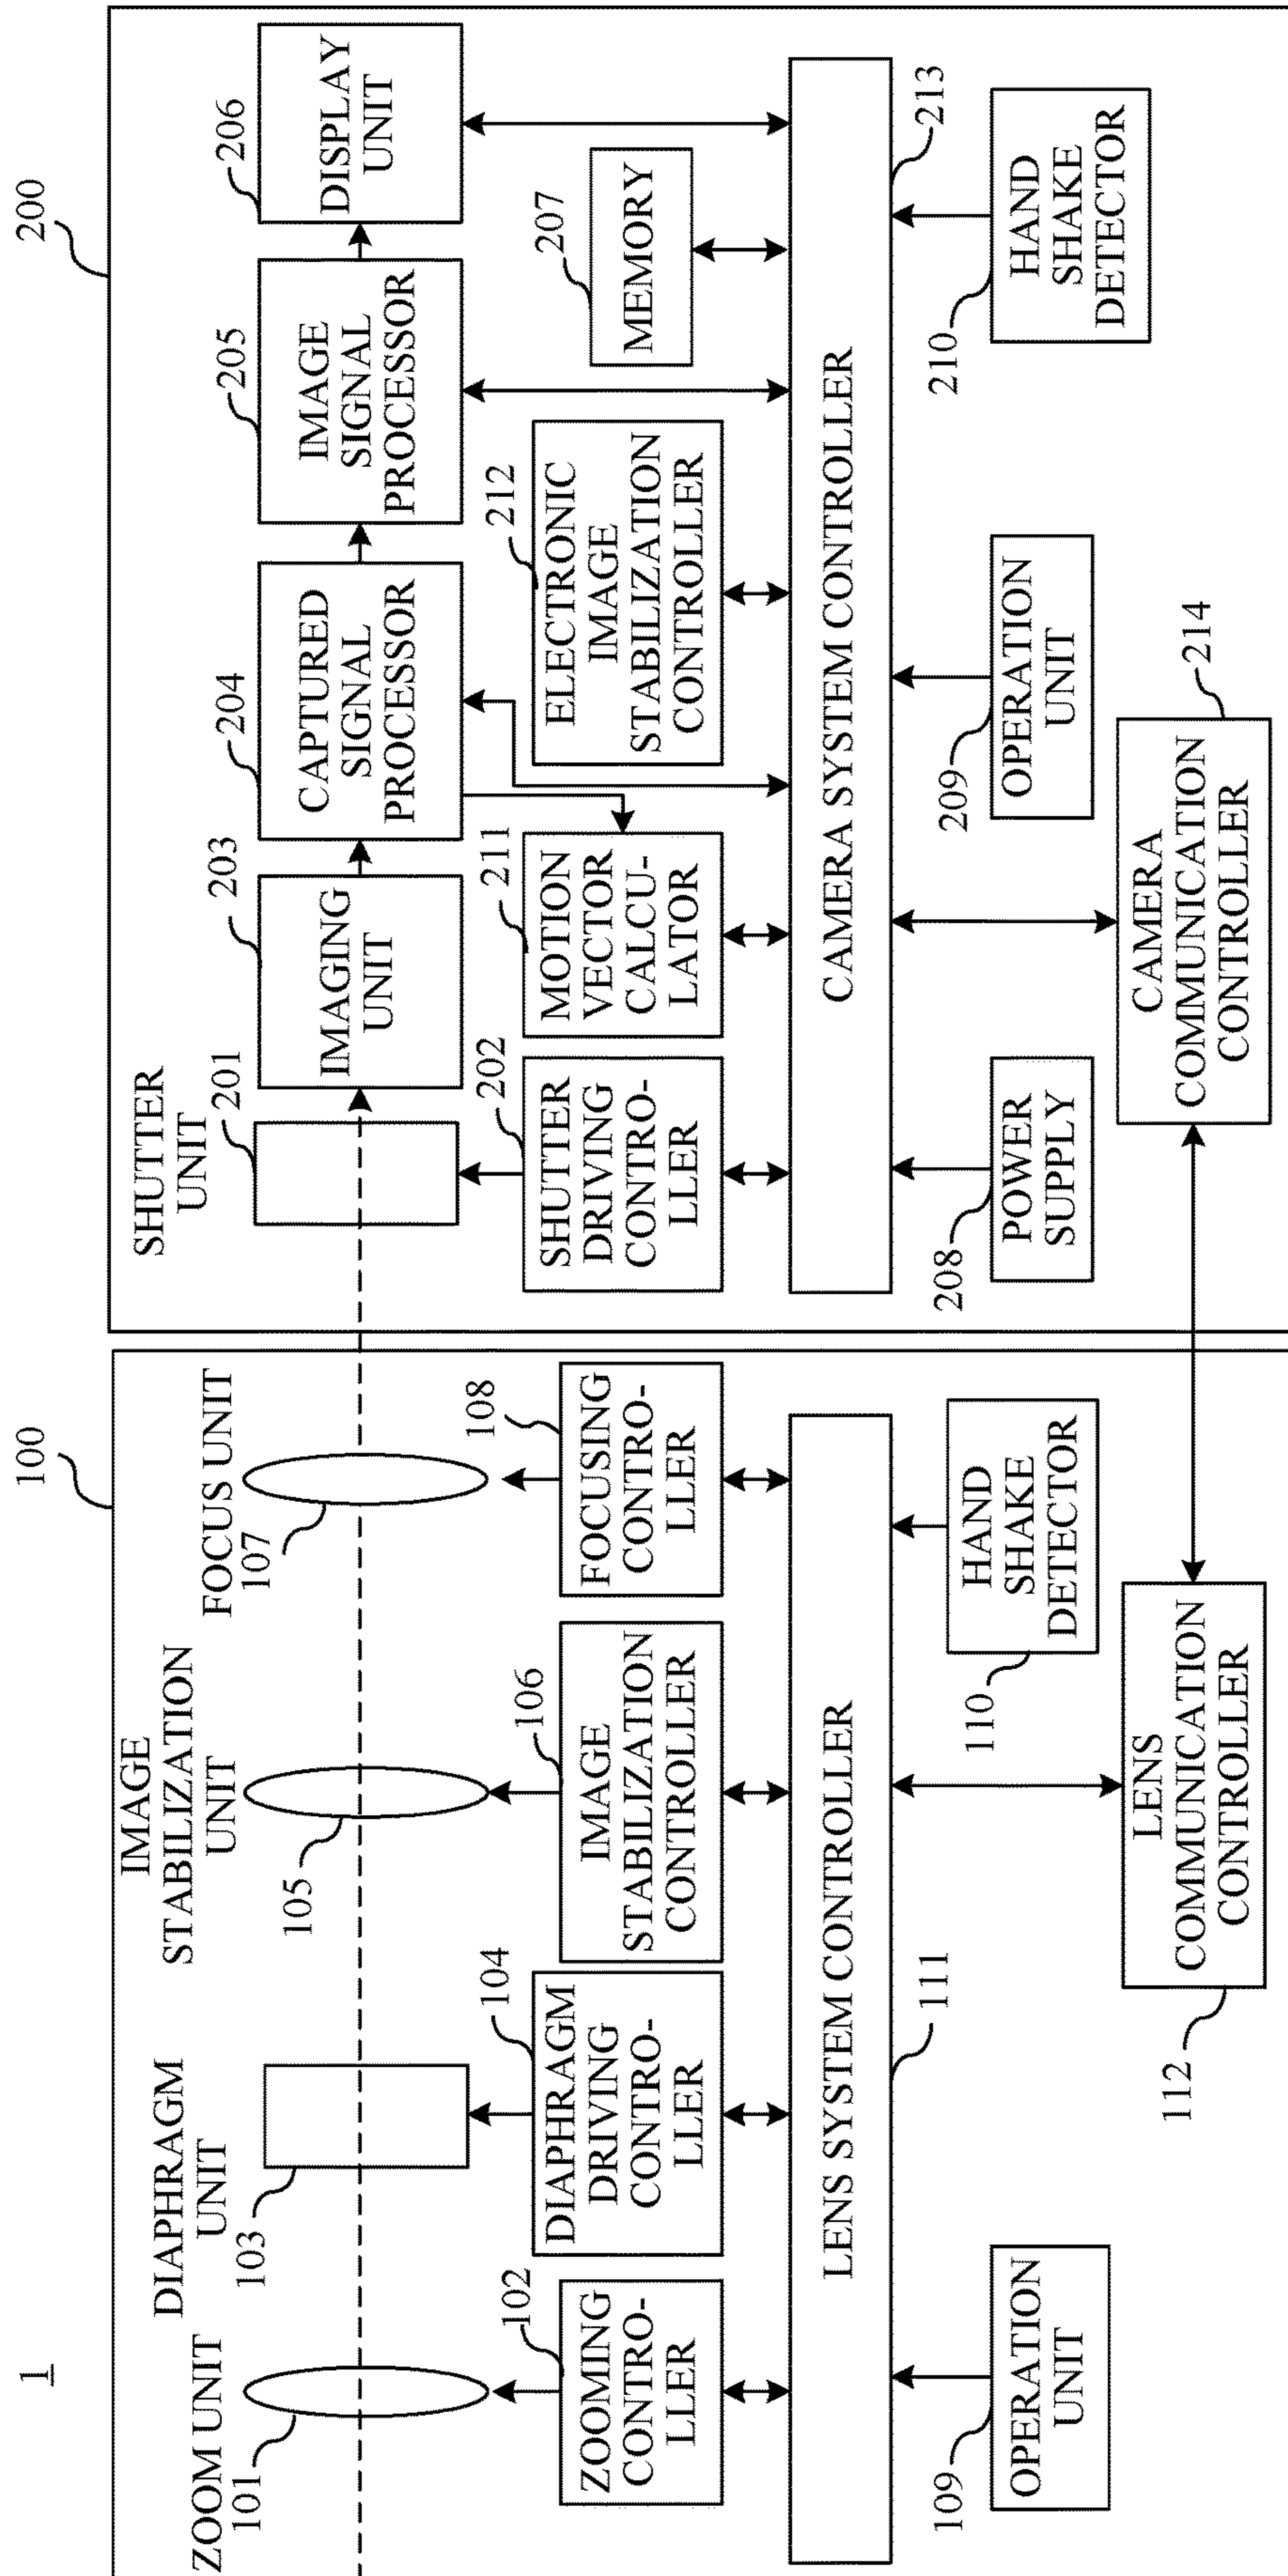 1
100
ZOOM UNIT
101
DIAPHRAGM
UNIT
103
IMAGE
STABILIZATION
UNIT
105
FOCUS UNIT
107
102
ZOOMING
CONTRO-
LLER
104
DIAPHRAGM
DRIVING
CONTRO-
LLER
106
IMAGE
STABILIZATION
CONTROLLER
108
FOCUSING
CONTRO-
LLER
LENS SYSTEM CONTROLLER
111
109
OPERATION
UNIT
110
HAND
SHAKE
DETECTOR
112
LENS
COMMUNICATION
CONTROLLER
200
SHUTTER
UNIT
201
203
IMAGING
UNIT
204
CAPTURED
SIGNAL
PROCESSOR
205
IMAGE
SIGNAL
PROCESSOR
206
DISPLAY
UNIT
202
SHUTTER
DRIVING
CONTRO-
LLER
211
MOTION
VECTOR
CALCU-
LATOR
212
ELECTRONIC
IMAGE
STABILIZATION
CONTROLLER
207
MEMORY
CAMERA SYSTEM CONTROLLER
213
208
POWER
SUPPLY
209
OPERATION
UNIT
210
HAND
SHAKE
DETECTOR
214
CAMERA
COMMUNICATION
CONTROLLER